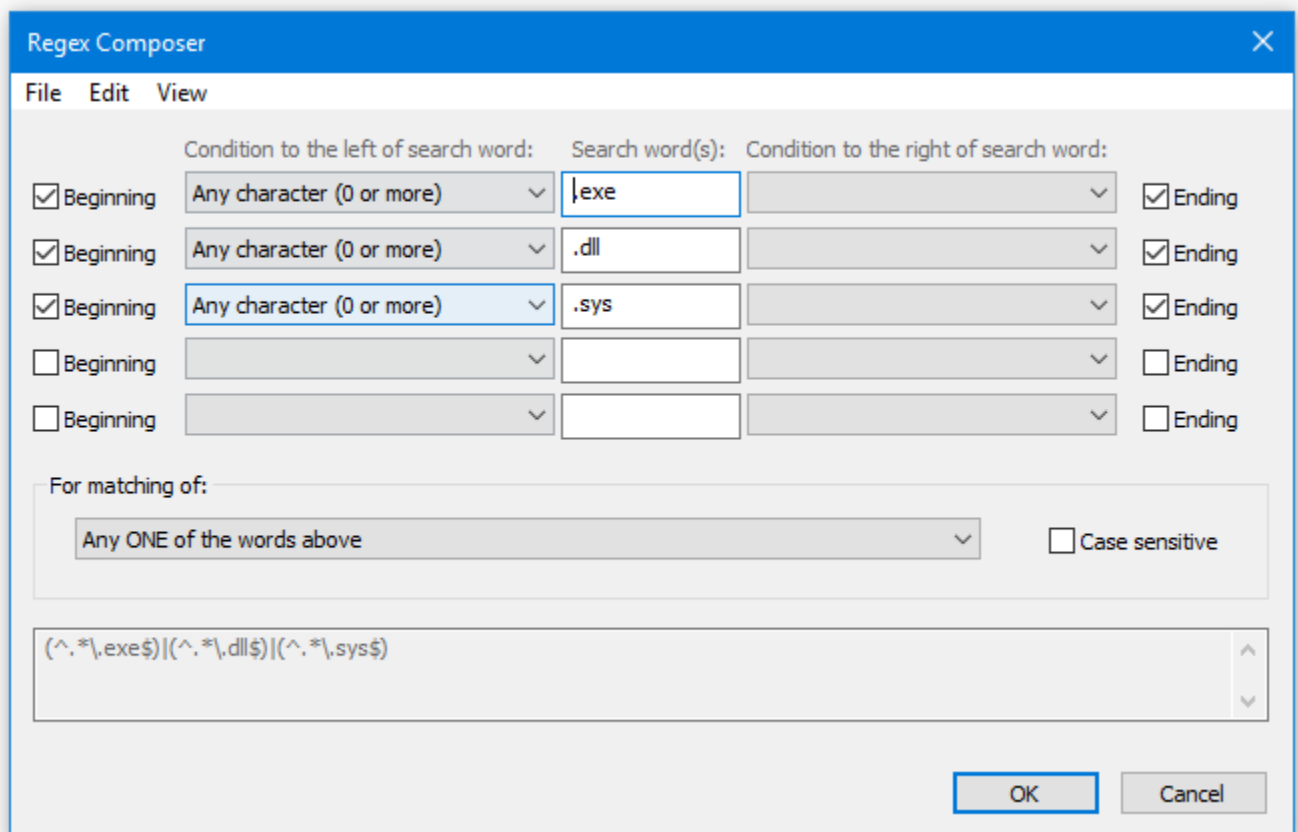 Regex Composer
File Edit View
Condition to the left of search word: Search word(s): Condition to the right of search word:
Beginning Any character (0 or more) .exe Ending
Beginning Any character (0 or more) .dll Ending
Beginning Any character (0 or more) .sys Ending
Beginning Ending
Beginning Ending
For matching of:
Any ONE of the words above Case sensitive
(^.*\.exe$)|(^.*\.dll$)|(^.*\.sys$)
OK Cancel